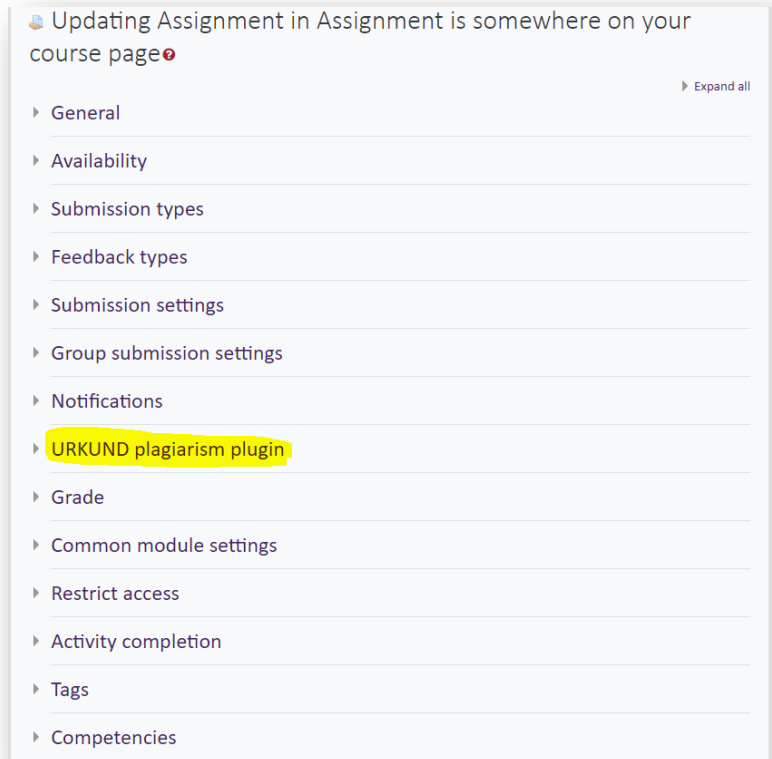 Updating Assignment in Assignment is somewhere on your
course page
Expand all
General
Availability
Submission types
Feedback types
Submission settings
Group submission settings
Notifications
URKUND plagiarism plugin
Grade
Common module settings
Restrict access
Activity completion
Tags
Competencies